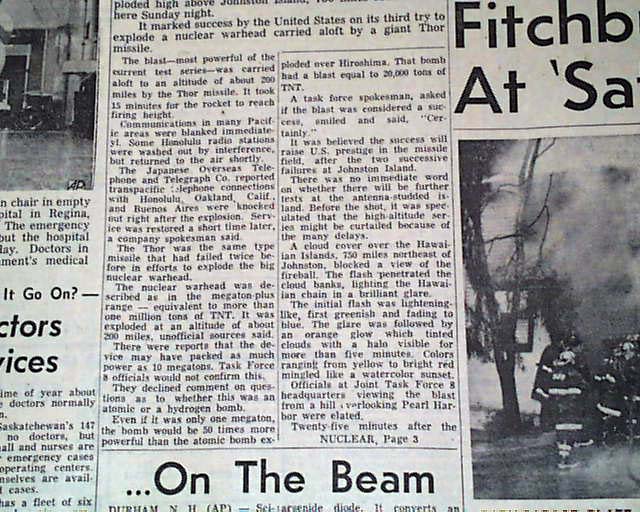 ploded high above Johnston Island,
here Sunday night.
It marked success by the United States on its third try to
explode a nuclear warhead carried aloft by a giant Thor
missile.
The blast—most powerful of the
current test series—was carried
aloft to an altitude of about 200
miles by the Thor missile. It took
15 minutes for the rocket to reach
firing height.
Communications in many Pacif-
ic areas were blanked immediate-
yl. Some Honolulu radio stations
were washed out by interference,
but returned to the air shortly.
The Japanese Overseas Tele-
phone and Telegraph Co. reported
transpacific telephone connections
with Honolulu, Oakland, Calif.,
and Buenos Aires were knocked
out right after the explosion. Serv-
ice was restored a short time later,
a company spokesman said.
The Thor was the same type
missile that had failed twice be-
fore in efforts to explode the big
nuclear warhead.
The nuclear warhead was de-
scribed as in the megaton-plus
range — equivalent to more than
one million tons of TNT. It was
exploded at an altitude of about
200 miles, unofficial sources said.
There were reports that the de-
vice may have packed as much
power as 10 megatons. Task Force
8 officials would not confirm this.
They declined comment on ques-
tions as to whether this was an
atomic or a hydrogen bomb.
Even if it was only one megaton,
the bomb would be 50 times more
powerful than the atomic bomb ex-
ploded over Hiroshima. That bomb
had a blast equal to 20,000 tons of
TNT.
A task force spokesman, asked
if the blast was considered a suc-
cess, smiled and said, "Cer-
tainly."
It was believed the success will
raise U.S. prestige in the missile
field, after the two successive
failures at Johnston Island.
There was no immediate word
on whether there will be further
tests at the antenna-studded is-
land. Before the shot, it was spec-
ulated that the high-altitude ser-
ies might be curtailed because of
the many delays.
A cloud cover over the Hawai-
ian Islands, 750 miles northeast of
Johnston, blocked a view of the
fireball. The flash penetrated the
cloud banks, lighting the Hawai-
ian chain in a brilliant glare.
The initial flash was lightening-
like, first greenish and fading to
blue. The glare was followed by
an orange glow which tinted
clouds with a halo visible for
more than five minutes. Colors
ranging from yellow to bright red
mingled like a watercolor sunset.
Officials at Joint Task Force 8
headquarters viewing the blast
from a hill overlooking Pearl Har-
bor were elated.
Twenty-five minutes after the
NUCLEAR, Page 3
Fitchb
At 'Sa
n chair in empty
pital in Regina,
The emergency
but the hospital
lay. Doctors in
nment's medical
It Go On? —
ctors
vices
ime of year about
doctors normally
n.
Saskatchewan's 147
no doctors, but
all and nurses are
emergency cases
operating centers.
mselves are avail-
l cases.
has a fleet of six
...On The Beam
DURHAM, N. H. (AP) —
diode. It converts an